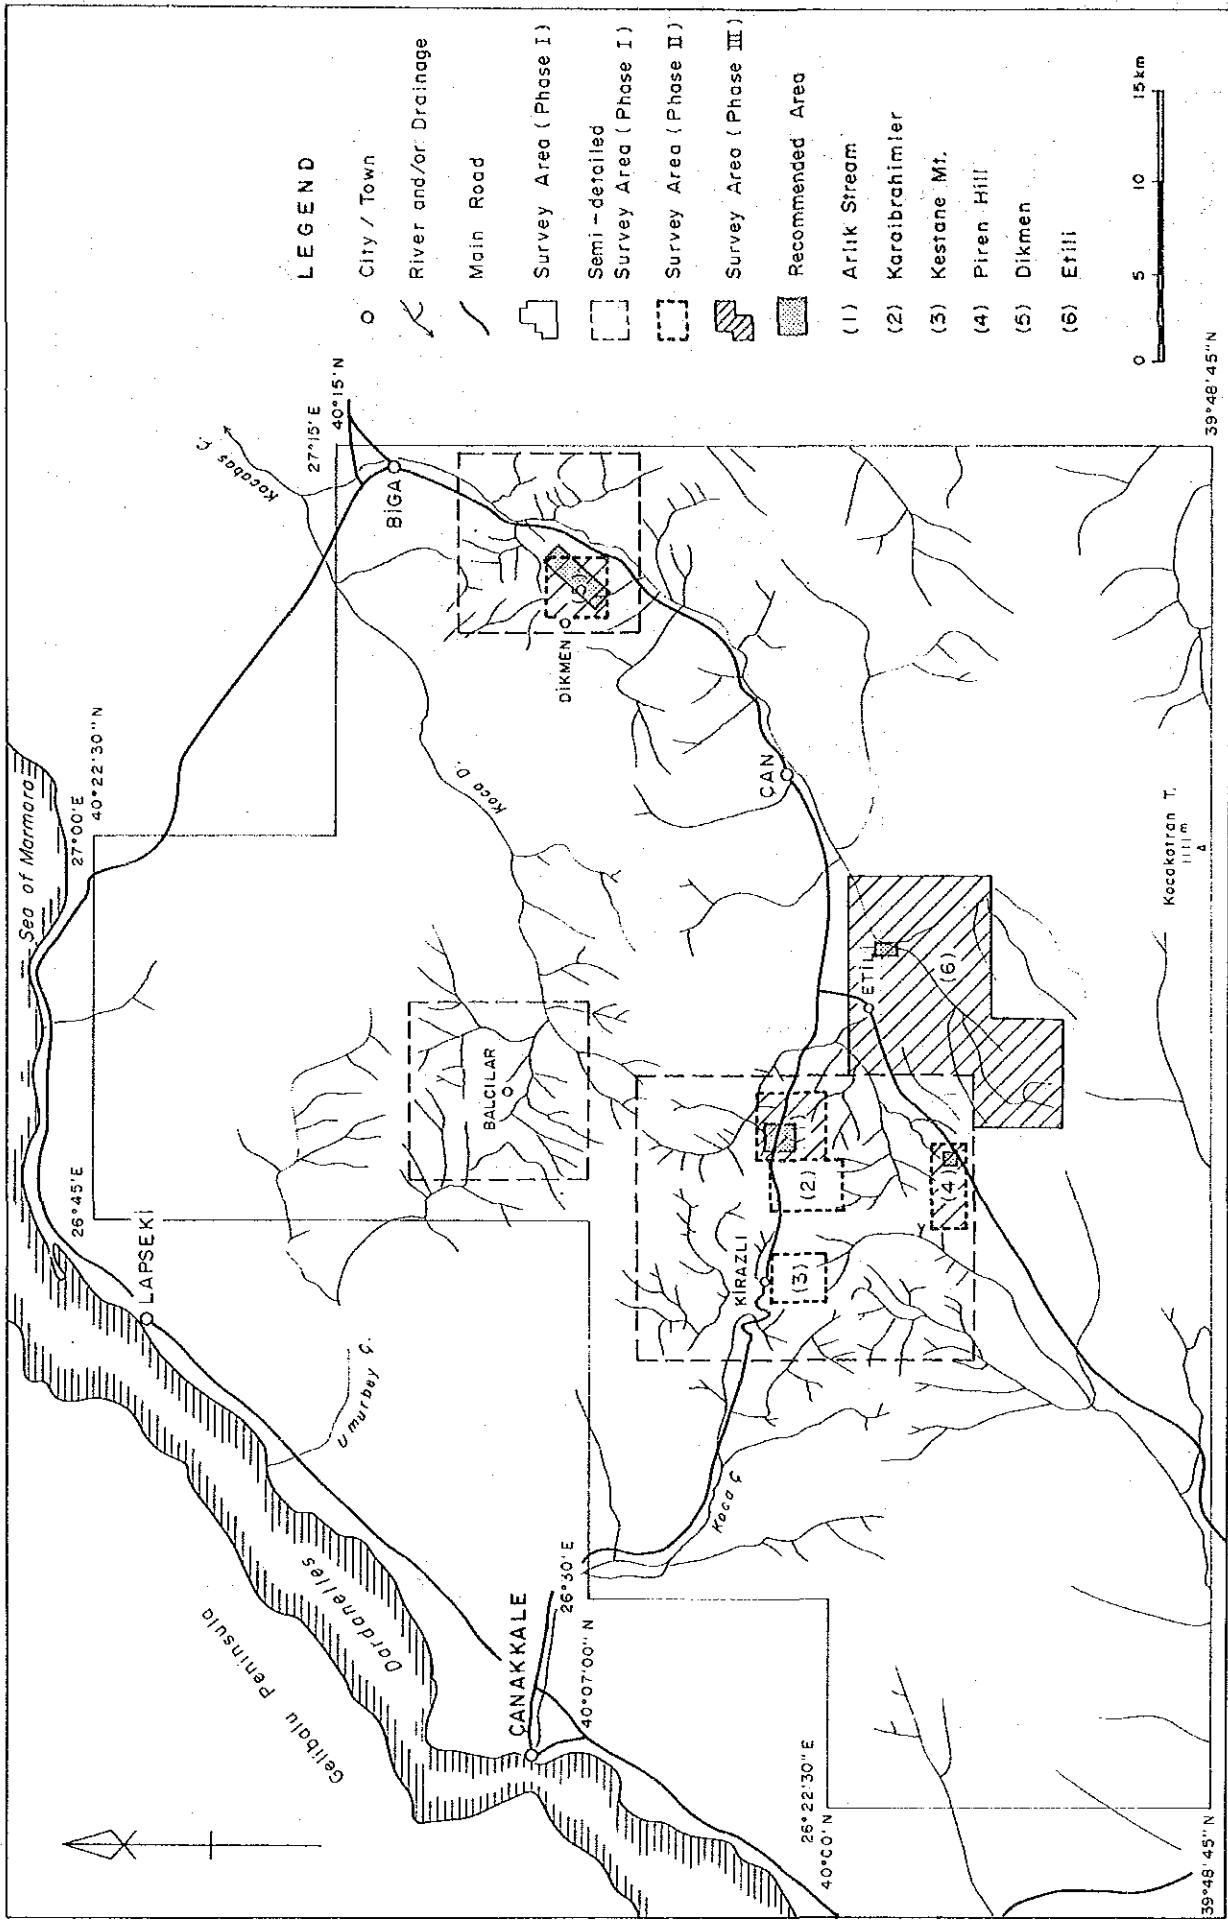 Sea of Marmara
27°00'E
40°22'30"N
26°45'E
LAPSEKİ
Umurbey Ç.
Dardanelles
Gelibalu Peninsula
ÇANAKKALE
26°30'E
40°07'00"N
26°22'30"E
40°00'N
39°48'45"N
Kocabaş Ç.
27°15'E
40°15'N
BİGA
DİKMEN
Koca D.
BALCILAR
ÇAN
KİRAZLI
Koca Ç
(2)
(3)
(4)
ETİLİ
(6)
Kocakatran T.
1111m
39°48'45"N
LEGEND
City / Town
River and/or Drainage
Main Road
Survey Area (Phase I)
Semi-detailed
Survey Area (Phase I)
Survey Area (Phase II)
Survey Area (Phase III)
Recommended Area
(1) Arlık Stream
(2) Karaibrahimler
(3) Kestane Mt.
(4) Piren Hill
(5) Dikmen
(6) Etili
0 5 10 15km